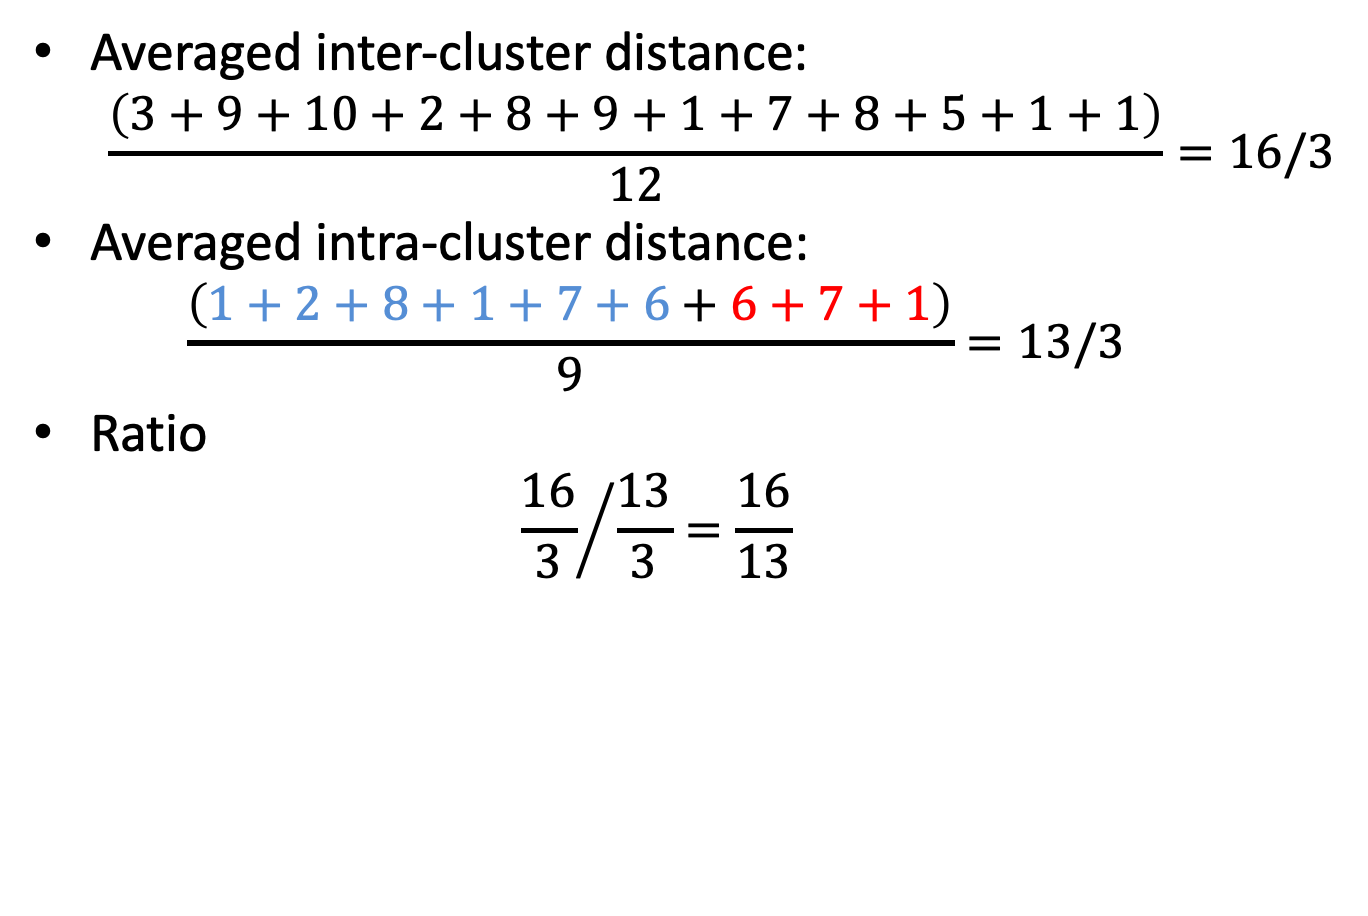 • Averaged inter-cluster distance:
(3 + 9 + 10 + 2 + 8 + 9 + 1 + 7 + 8 + 5 + 1 + 1)
= 16/3
12
• Averaged intra-cluster distance:
(1 + 2 + 8 + 1 + 7 + 6 + 6 + 7 + 1)
= 13/3
9
• Ratio
16/3 / 13/3 = 16/13